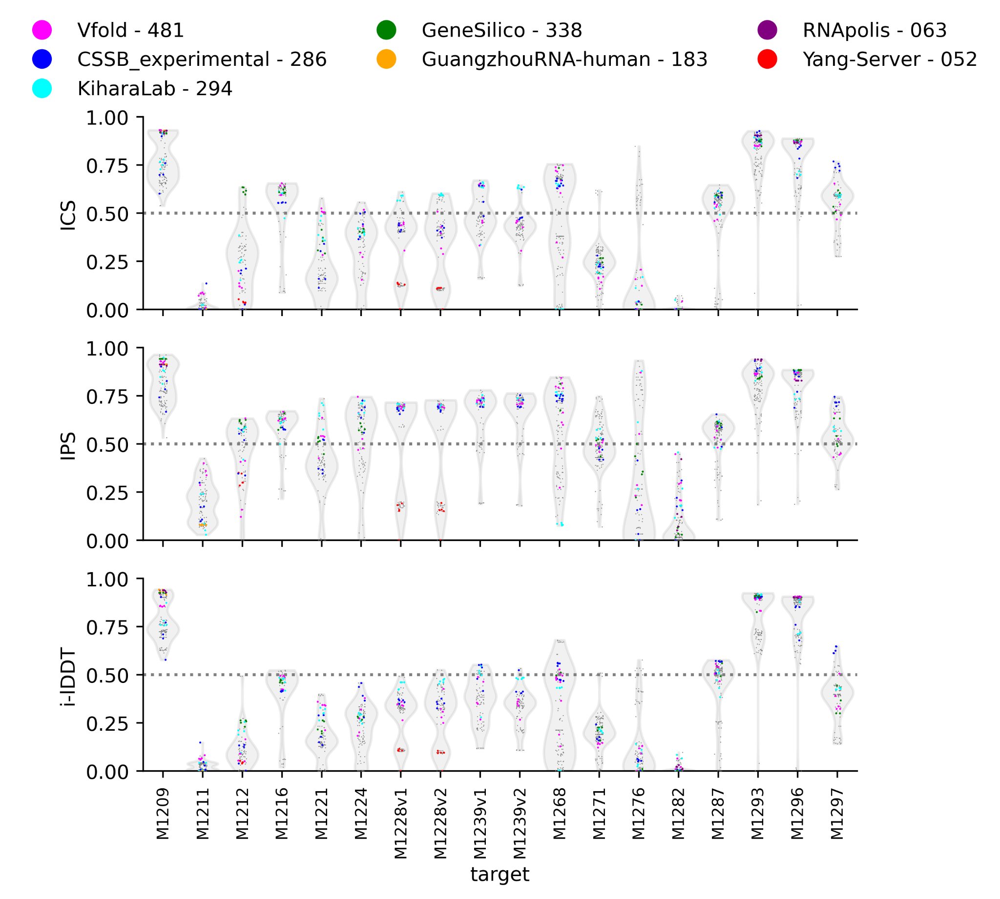 Vfold - 481
GeneSilico - 338
RNApolis - 063
CSSB_experimental - 286
GuangzhouRNA-human - 183
Yang-Server - 052
KiharaLab - 294
1.00
0.75
0.50
0.25
0.00
ICS
1.00
0.75
0.50
0.25
0.00
IPS
1.00
0.75
0.50
0.25
0.00
i-lDDT
M1209
M1211
M1212
M1216
M1221
M1224
M1228v1
M1228v2
M1239v1
M1239v2
M1268
M1271
M1276
M1282
M1287
M1293
M1296
M1297
target